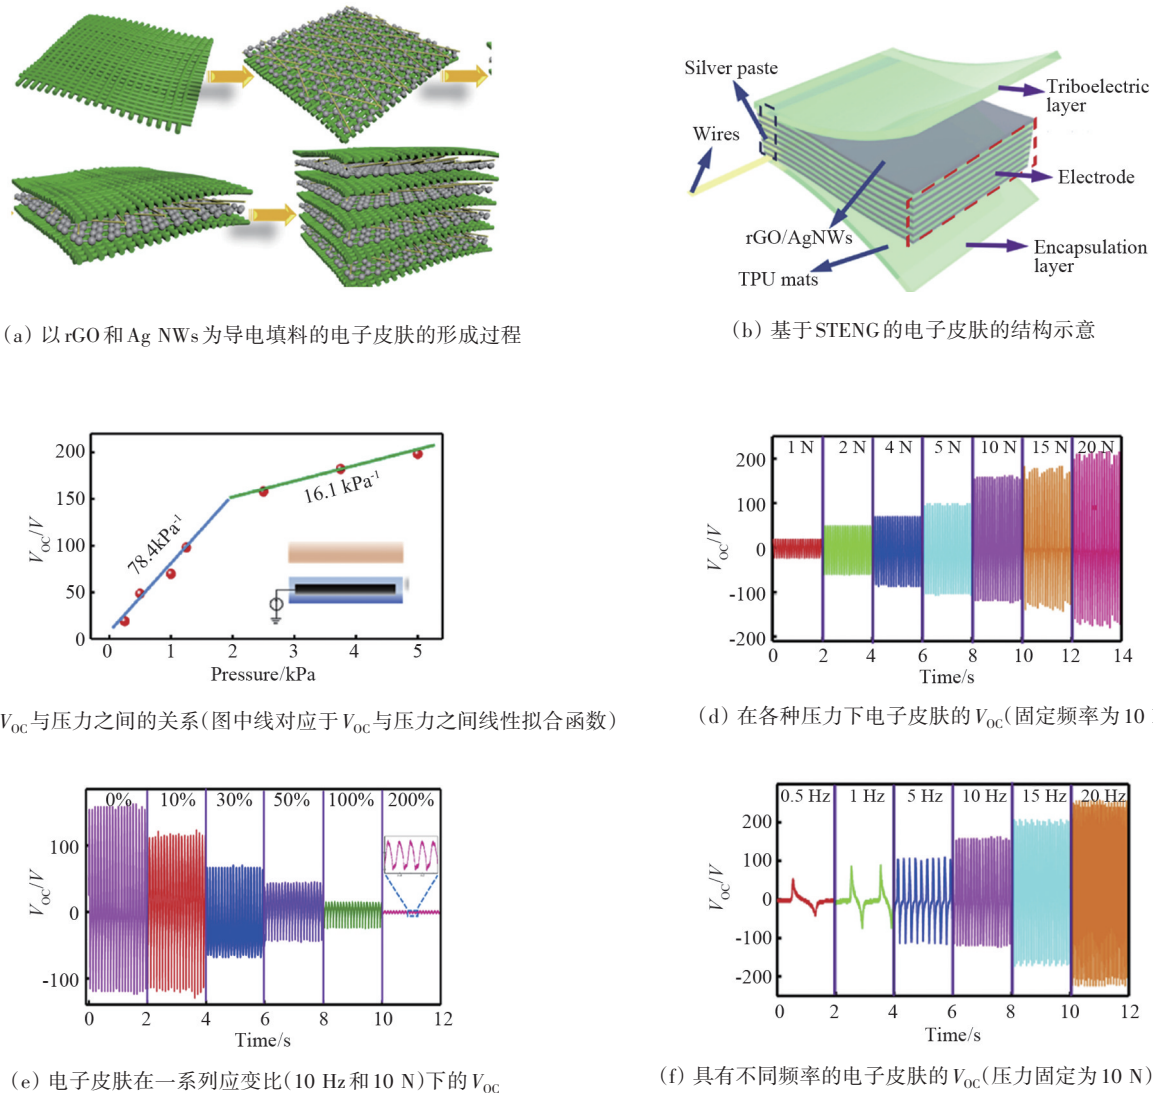 Silver paste
Triboelectric
layer
Wires
Electrode
rGO/AgNWs
Encapsulation
layer
TPU mats
(a) 以rGO和Ag NWs为导电填料的电子皮肤的形成过程
(b) 基于STENG的电子皮肤的结构示意
200
150
100
50
0
V_OC/V
78.4kPa⁻¹
16.1 kPa⁻¹
0 1 2 3 4 5
Pressure/kPa
V_OC与压力之间的关系(图中线对应于V_OC与压力之间线性拟合函数)
1 N 2 N 4 N 5 N 10 N 15 N 20 N
200
100
0
-100
-200
V_OC/V
0 2 4 6 8 10 12 14
Time/s
(d) 在各种压力下电子皮肤的V_OC(固定频率为10
0% 10% 30% 50% 100% 200%
100
0
-100
V_OC/V
0 2 4 6 8 10 12
Time/s
(e) 电子皮肤在一系列应变比(10 Hz和10 N)下的V_OC
0.5 Hz 1 Hz 5 Hz 10 Hz 15 Hz 20 Hz
200
100
0
-100
-200
V_OC/V
0 2 4 6 8 10 12
Time/s
(f) 具有不同频率的电子皮肤的V_OC(压力固定为10 N)